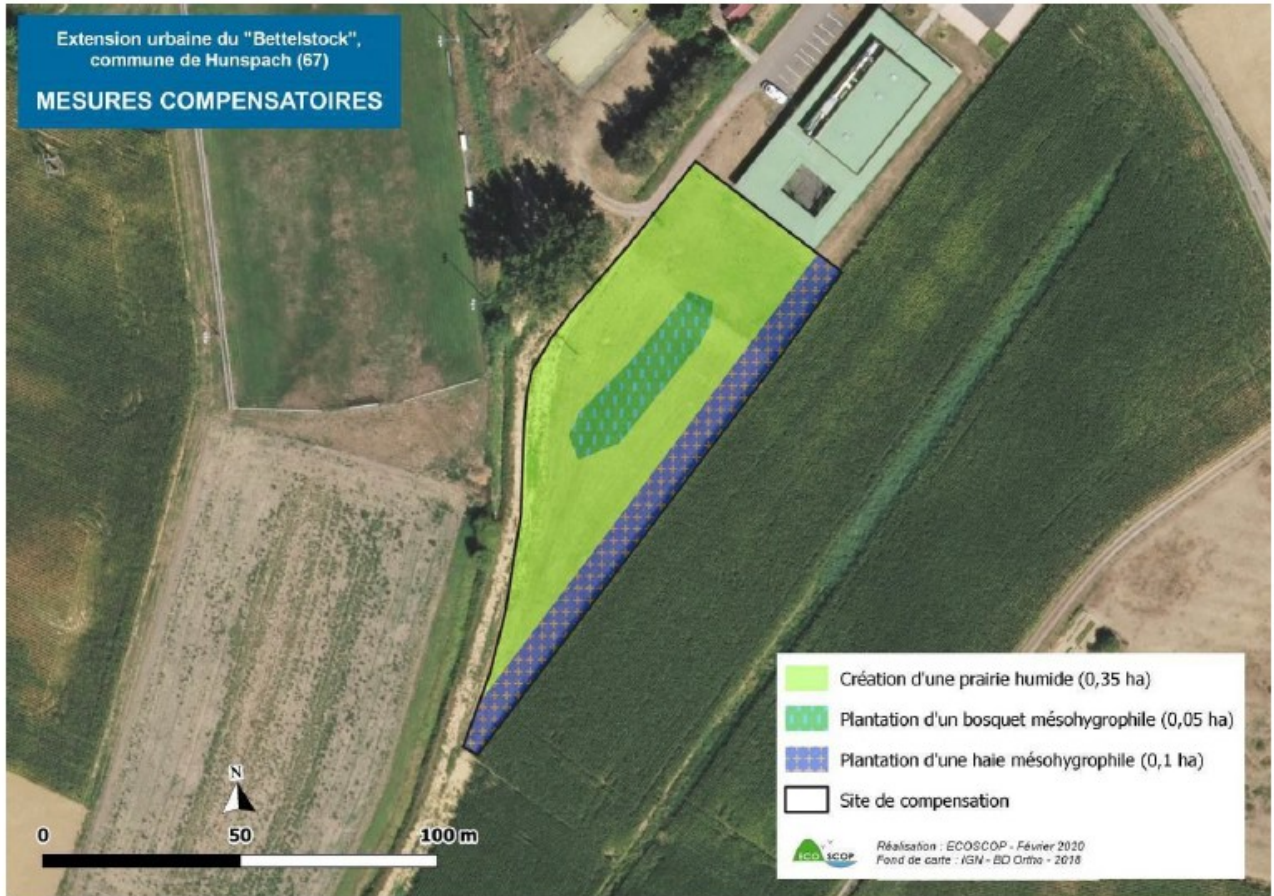 Extension urbaine du "Bettelstock",
commune de Hunspach (67)
MESURES COMPENSATOIRES
Création d'une prairie humide (0,35 ha)
Plantation d'un bosquet mésohygrophile (0,05 ha)
Plantation d'une haie mésohygrophile (0,1 ha)
Site de compensation
N
0 50 100 m
ECO SCOP
Réalisation : ECOSCOP - Février 2020
Fond de carte : IGN - BD Ortho - 2018